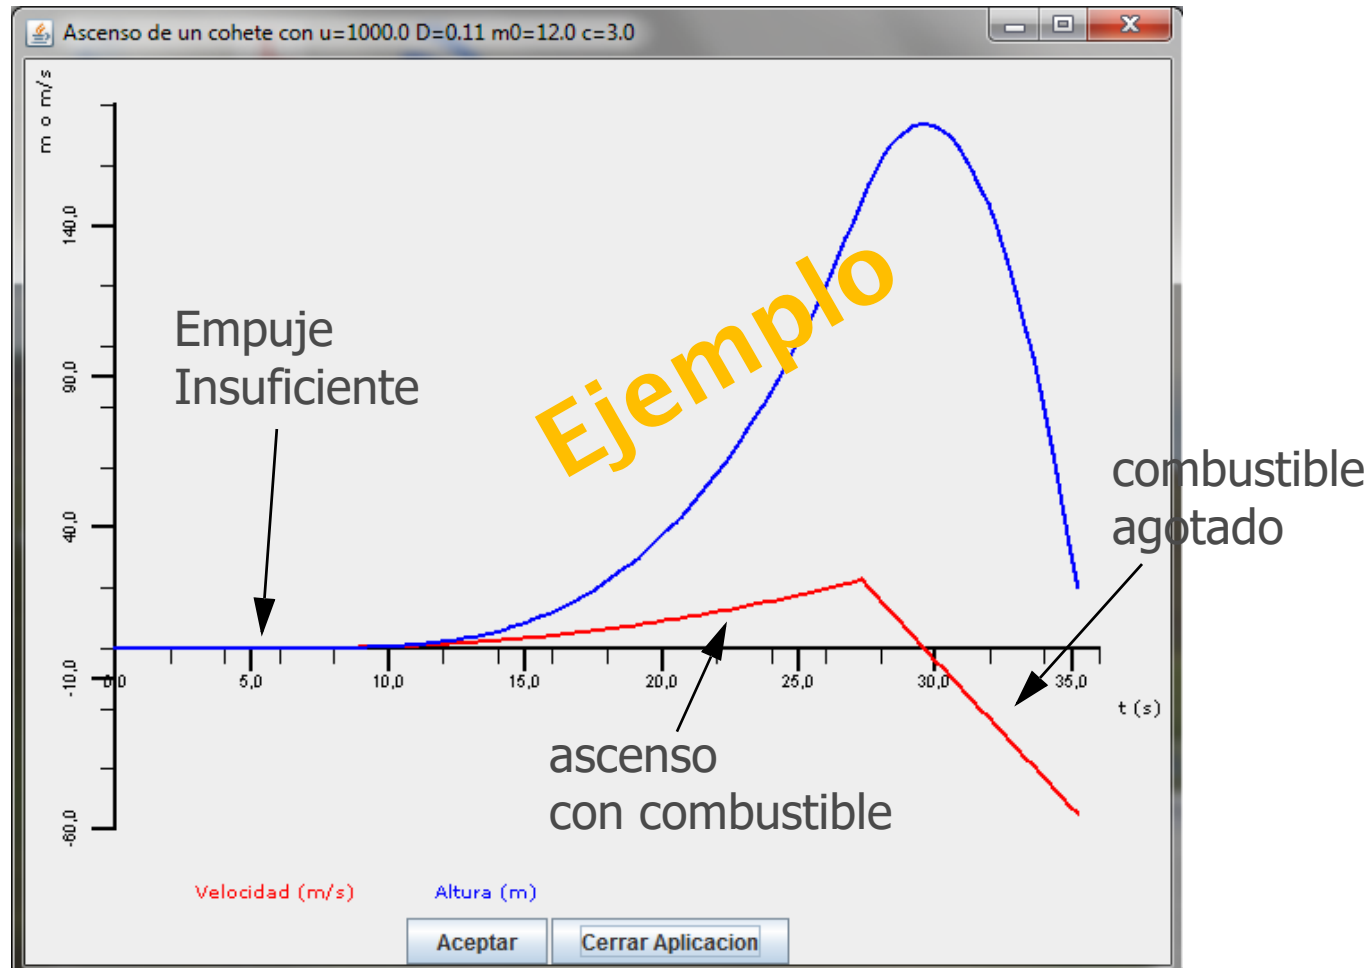 Ascenso de un cohete con u=1000.0 D=0.11 m0=12.0 c=3.0
m o m/s
140,0
90,0
40,0
-10,0
-60,0
Empuje
Insuficiente
Ejemplo
combustible
agotado
0,0 5,0 10,0 15,0 20,0 25,0 30,0 35,0
t (s)
ascenso
con combustible
Velocidad (m/s) Altura (m)
Aceptar Cerrar Aplicacion